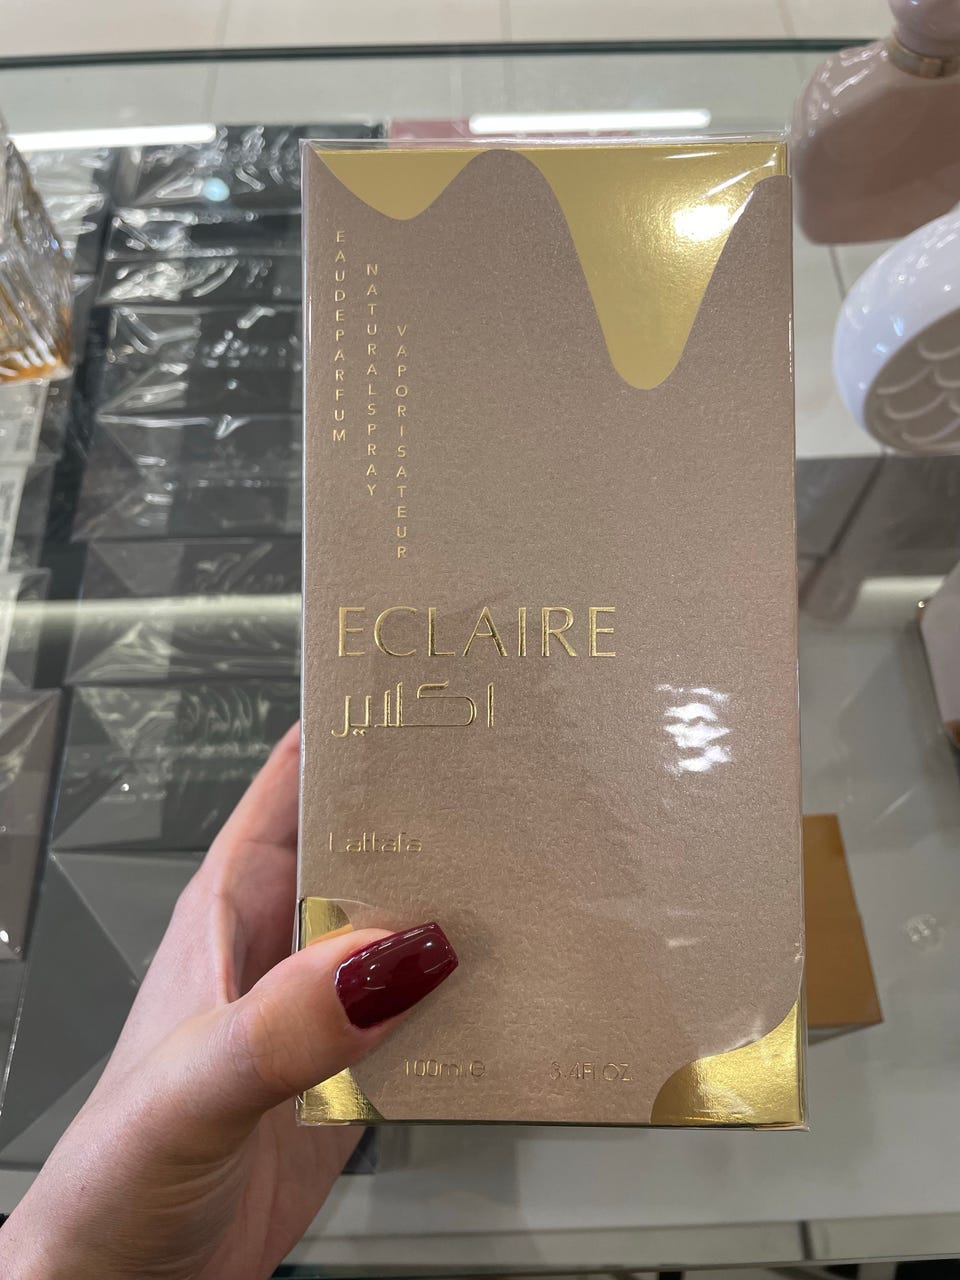 EAUDEPARFUM
NATURALSPRAY
VAPORISATEUR
ECLAIRE
اكلير
Lattafa
100ml e
3.4Fl OZ